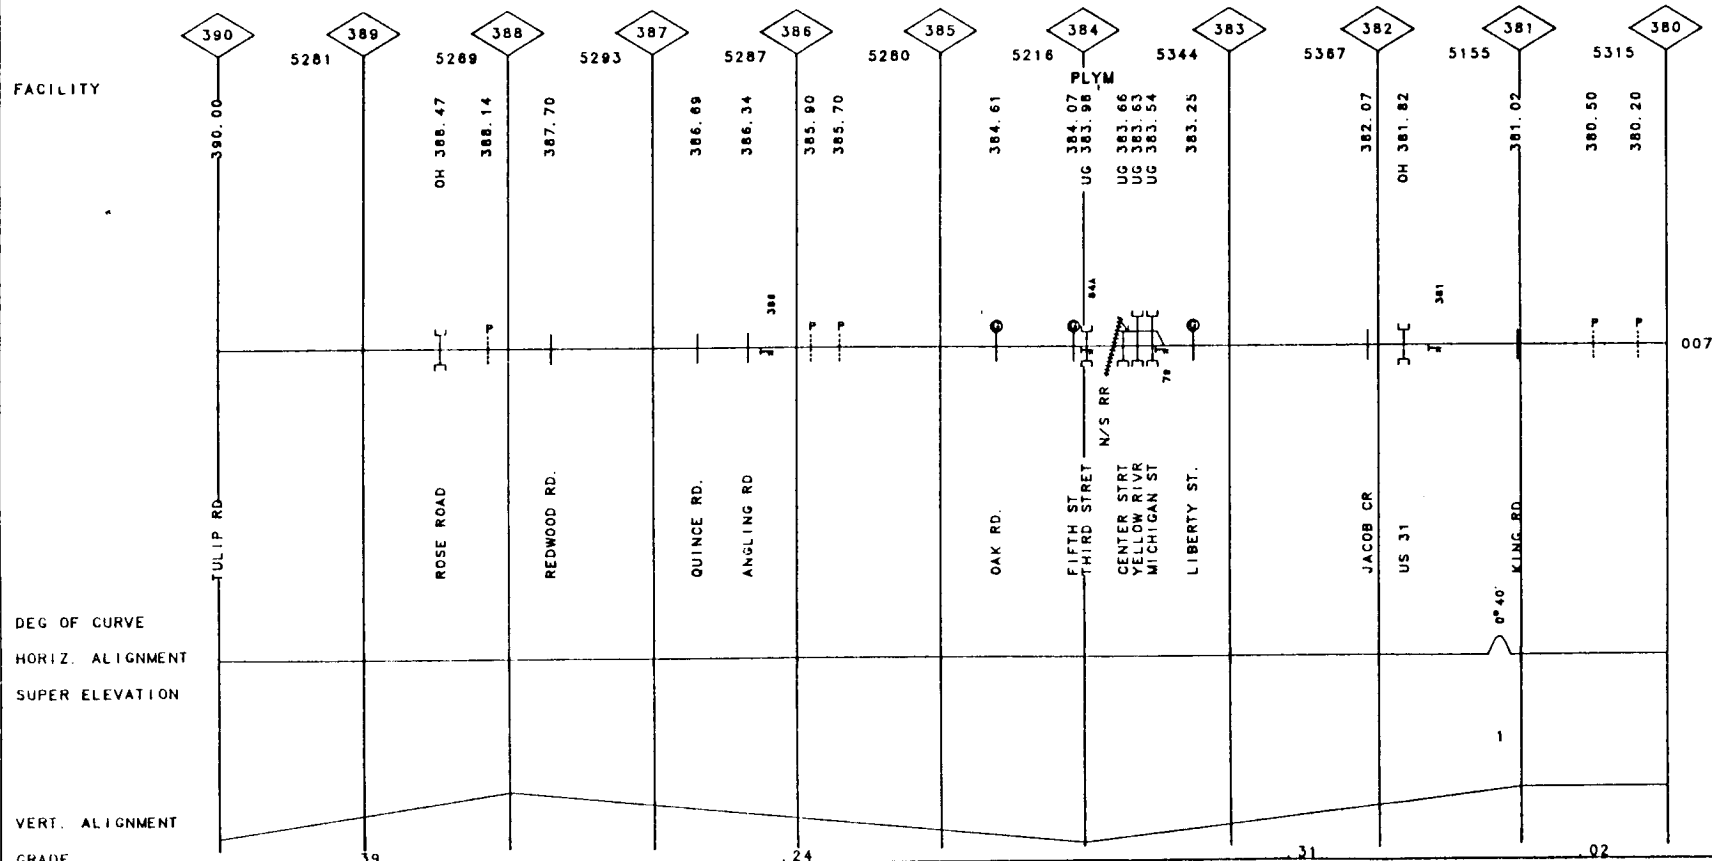 390 389 388 387 386 385 384 383 382 381 380
5281 5289 5293 5287 5280 5216 5344 5367 5155 5315
PLYM
FACILITY
390.00
OH 388.47
388.14
387.70
386.69
386.34
385.90
385.70
384.61
384.07
UG 383.98
UG 383.66
UG 383.63
UG 383.54
383.25
382.07
OH 381.82
381.02
380.50
380.20
P
386
P
P
G
G
84A
G
381
P
P
007
79
N/S RR
TULIP RD
ROSE ROAD
REDWOOD RD.
QUINCE RD.
ANGLING RD
OAK RD.
FIFTH ST
THIRD STRET
CENTER STRT
YELLOW RIVR
MICHIGAN ST
LIBERTY ST.
JACOB CR
US 31
KING RD
DEG OF CURVE
0°40'
HORIZ. ALIGNMENT
SUPER ELEVATION
1
VERT. ALIGNMENT
GRADE
.39 .24 .31 .02